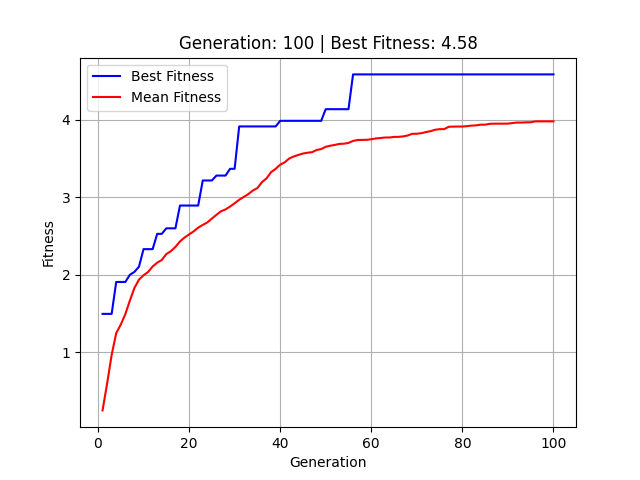 Generation: 100 | Best Fitness: 4.58
Best Fitness
Mean Fitness
4
3
2
1
Fitness
0 20 40 60 80 100
Generation